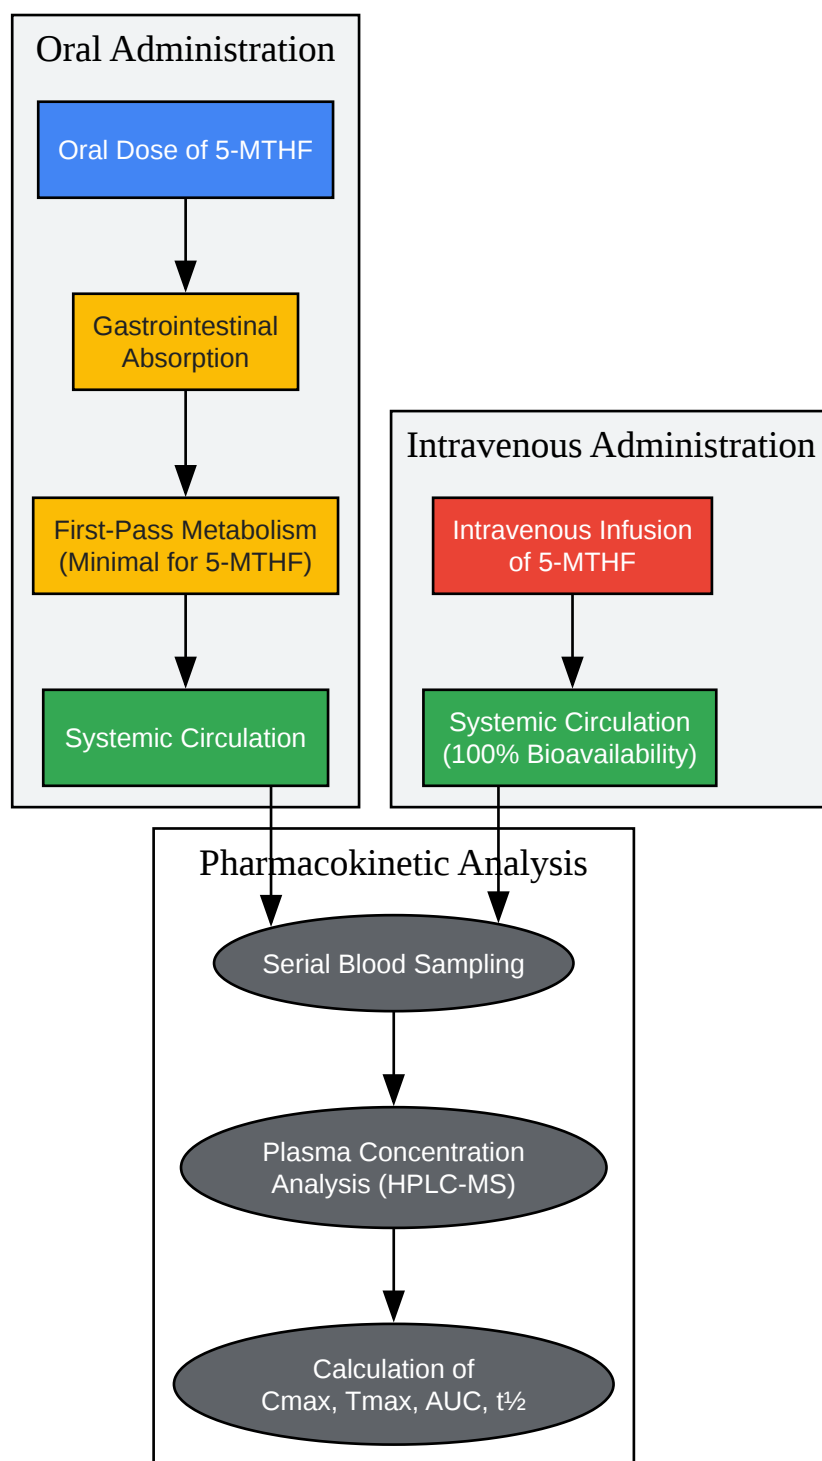 Oral Administration
Oral Dose of 5-MTHF
Gastrointestinal
Absorption
First-Pass Metabolism
(Minimal for 5-MTHF)
Systemic Circulation
Intravenous Administration
Intravenous Infusion
of 5-MTHF
Systemic Circulation
(100% Bioavailability)
Pharmacokinetic Analysis
Serial Blood Sampling
Plasma Concentration
Analysis (HPLC-MS)
Calculation of
Cmax, Tmax, AUC, t½